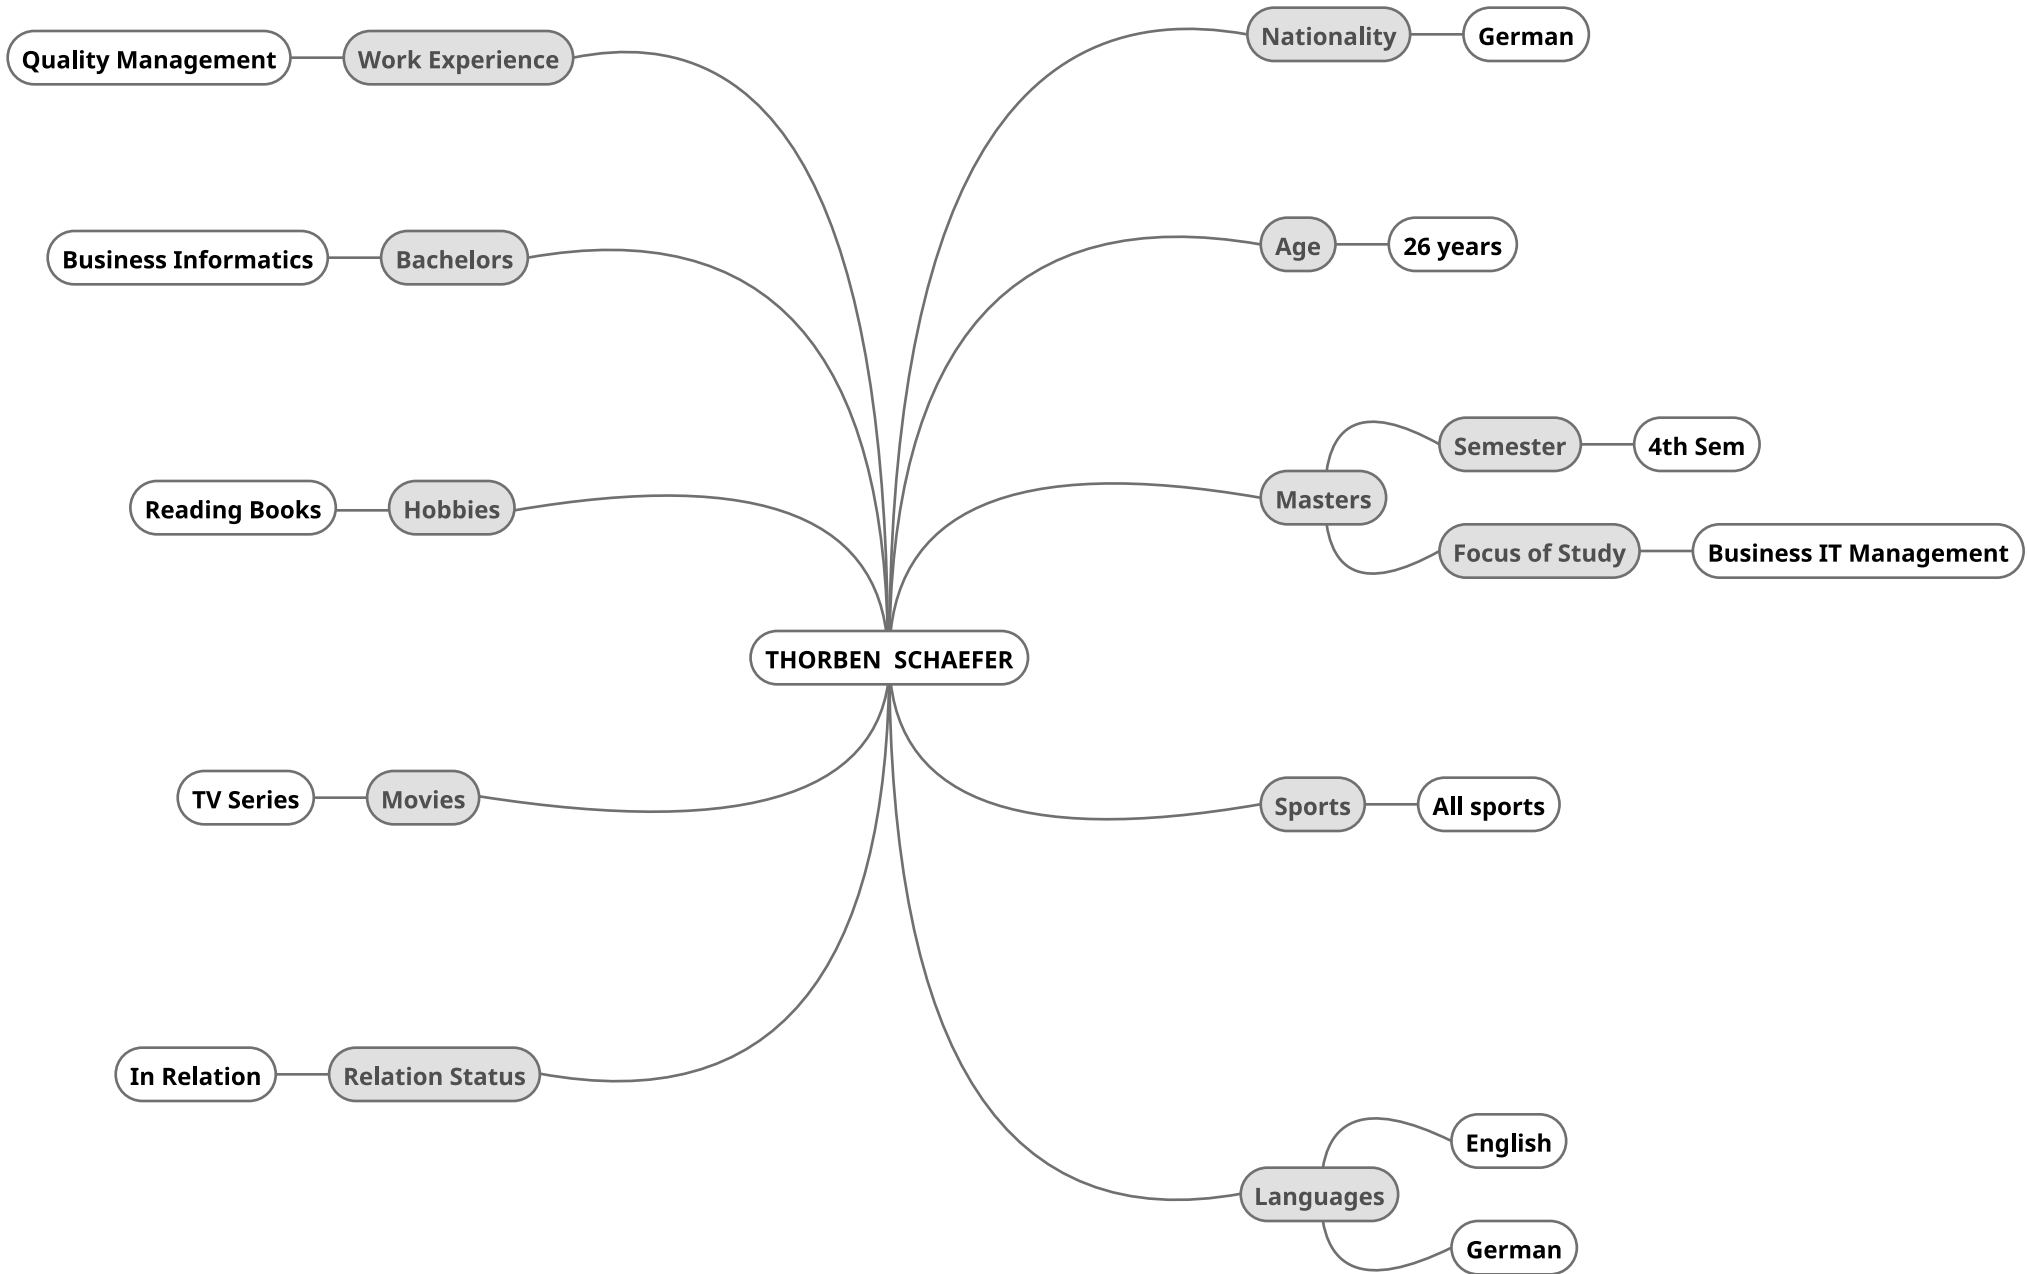 THORBEN  SCHAEFER
Nationality
German
Age
26 years
Masters
Semester
4th Sem
Focus of Study
Business IT Management
Sports
All sports
Languages
English
German
Work Experience
Quality Management
Bachelors
Business Informatics
Hobbies
Reading Books
Movies
TV Series
Relation Status
In Relation